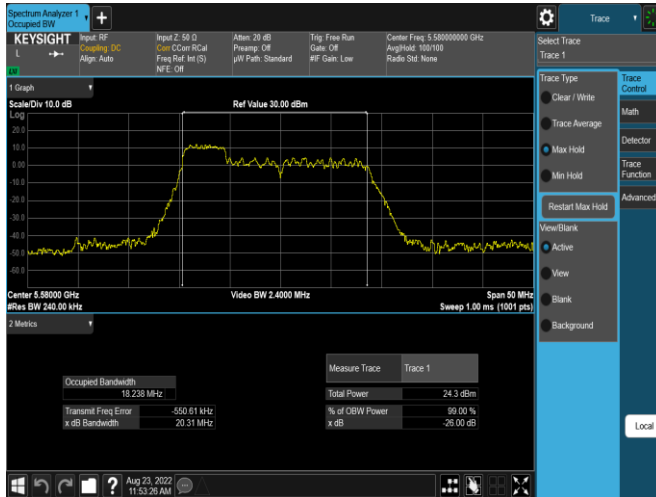 Spectrum Analyzer 1
Occupied BW
+
Trace
KEYSIGHT
Input: RF
Coupling: DC
Align: Auto
Input Z: 50 Ω
Corr CCorr RCal
Freq Ref: Int (S)
NFE: Off
Atten: 20 dB
Preamp: Off
µW Path: Standard
Trig: Free Run
Gate: Off
#IF Gain: Low
Center Freq: 5.580000000 GHz
Avg|Hold: 100/100
Radio Std: None
L
LU
Select Trace
Trace 1
1 Graph
Scale/Div 10.0 dB
Ref Value 30.00 dBm
Log
20.0
10.0
0.00
-10.0
-20.0
-30.0
-40.0
-50.0
-60.0
Center 5.58000 GHz
#Res BW 240.00 kHz
Video BW 2.4000 MHz
Span 50 MHz
Sweep 1.00 ms (1001 pts)
Trace Type
Clear / Write
Trace Average
Max Hold
Min Hold
Restart Max Hold
View/Blank
Active
View
Blank
Background
Trace
Control
Math
Detector
Trace
Function
Advanced
Local
2 Metrics
Occupied Bandwidth
18.238 MHz
Transmit Freq Error -550.61 kHz
x dB Bandwidth 20.31 MHz
Measure Trace Trace 1
Total Power 24.3 dBm
% of OBW Power 99.00 %
x dB -26.00 dB
?
Aug 23, 2022
11:53:26 AM